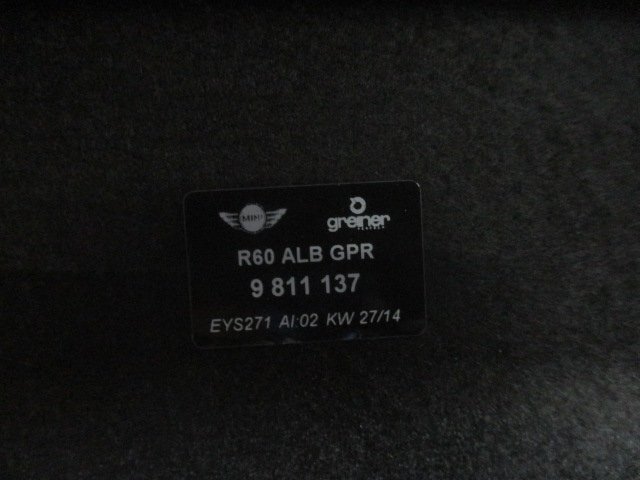 MINI
greiner
R60 ALB GPR
9 811 137
EYS271 AI:02 KW 27/14